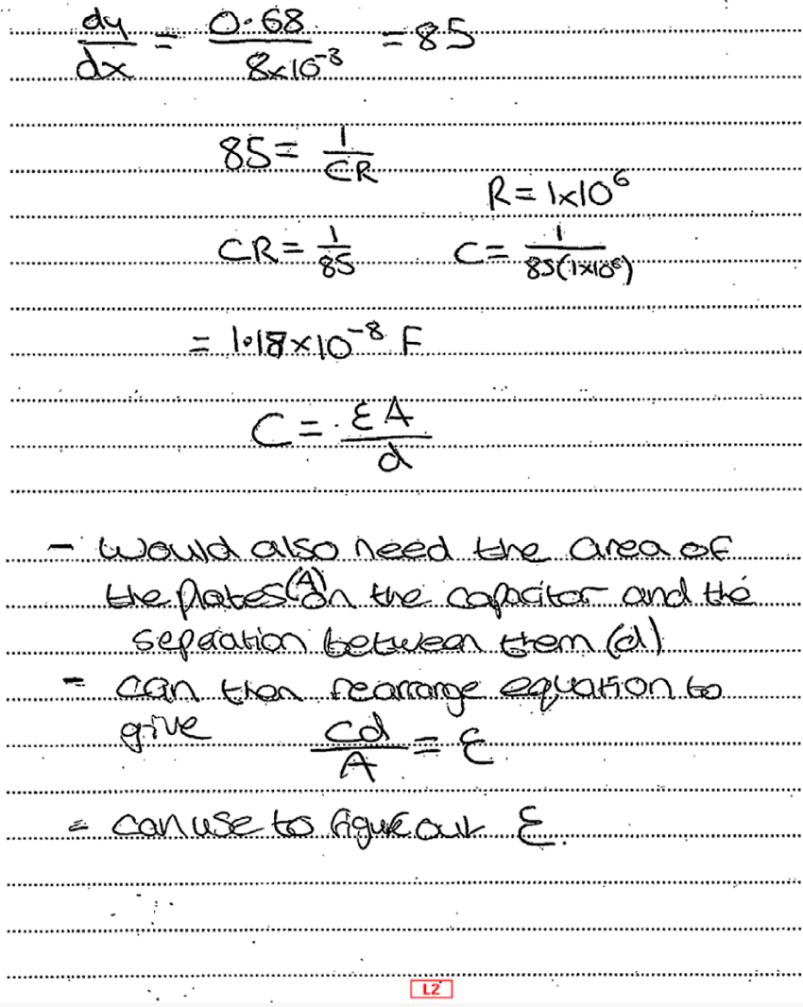 dy/dx = 0.68/8×10⁻³ = 85
85 = 1/CR
R = 1×10⁶
CR = 1/85 C = 1/85(1×10⁶)
= 1.18×10⁻⁸ F
C = εA/d
- Would also need the area of
the plates (A) on the capacitor and the
seperation between them (d)
- can then rearrange equation to
give Cd/A = ε
- can use to figure out ε.
L2